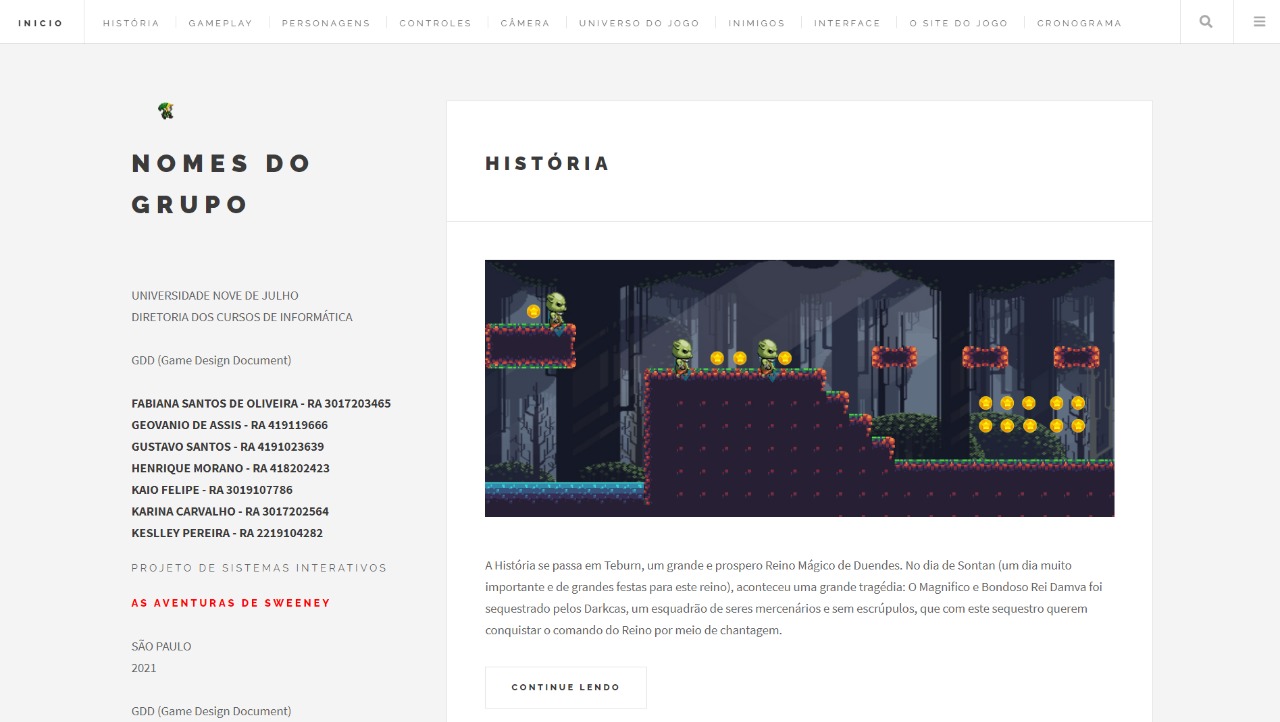 INICIO HISTÓRIA GAMEPLAY PERSONAGENS CONTROLES CÂMERA UNIVERSO DO JOGO INIMIGOS INTERFACE O SITE DO JOGO CRONOGRAMA
NOMES DO
GRUPO
UNIVERSIDADE NOVE DE JULHO
DIRETORIA DOS CURSOS DE INFORMÁTICA
GDD (Game Design Document)
FABIANA SANTOS DE OLIVEIRA - RA 3017203465
GEOVANIO DE ASSIS - RA 419119666
GUSTAVO SANTOS - RA 4191023639
HENRIQUE MORANO - RA 418202423
KAIO FELIPE - RA 3019107786
KARINA CARVALHO - RA 3017202564
KESLLEY PEREIRA - RA 2219104282
PROJETO DE SISTEMAS INTERATIVOS
AS AVENTURAS DE SWEENEY
SÃO PAULO
2021
GDD (Game Design Document)
HISTÓRIA
A História se passa em Teburn, um grande e prospero Reino Mágico de Duendes. No dia de Sontan (um dia muito
importante e de grandes festas para este reino), aconteceu uma grande tragédia: O Magnifico e Bondoso Rei Damva foi
sequestrado pelos Darkcas, um esquadrão de seres mercenários e sem escrúpulos, que com este sequestro querem
conquistar o comando do Reino por meio de chantagem.
CONTINUE LENDO